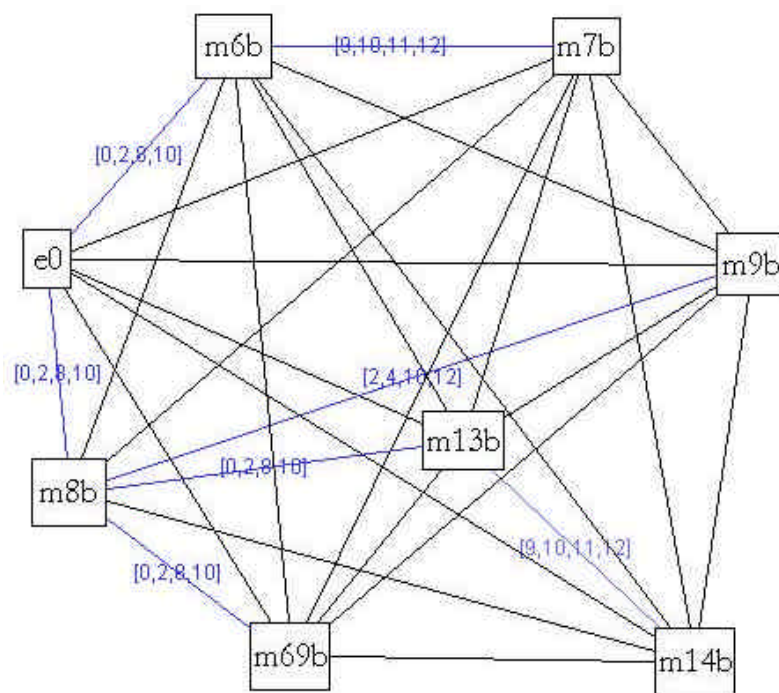 m6b
[9,10,11,12]
m7b
[0,2,8,10]
e0
m9b
[0,2,8,10]
[2,4,10,12]
m13b
m8b
[0,2,8,10]
[9,10,11,12]
[0,2,8,10]
m69b
m14b